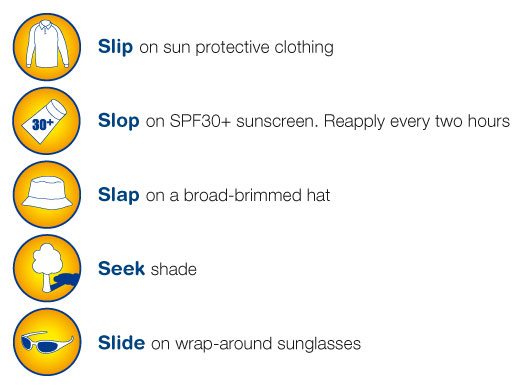 Slip on sun protective clothing
30+
Slop on SPF30+ sunscreen. Reapply every two hours
Slap on a broad-brimmed hat
Seek shade
Slide on wrap-around sunglasses